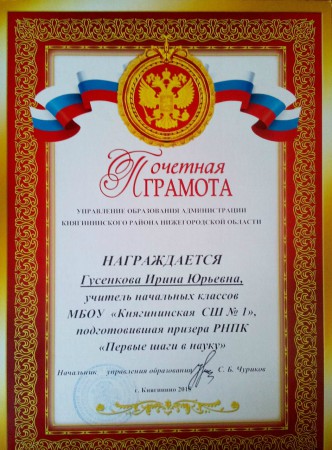 Почетная
ГРАМОТА
УПРАВЛЕНИЕ ОБРАЗОВАНИЯ АДМИНИСТРАЦИИ
КНЯГИНИНСКОГО РАЙОНА НИЖЕГОРОДСКОЙ ОБЛАСТИ
НАГРАЖДАЕТСЯ
Гусенкова Ирина Юрьевна,
учитель начальных классов
МБОУ «Княгининская СШ № 1»,
подготовившая призера РНПК
«Первые шаги в науку»
Начальник управления образования С. Б. Чуриков
г. Княгинино